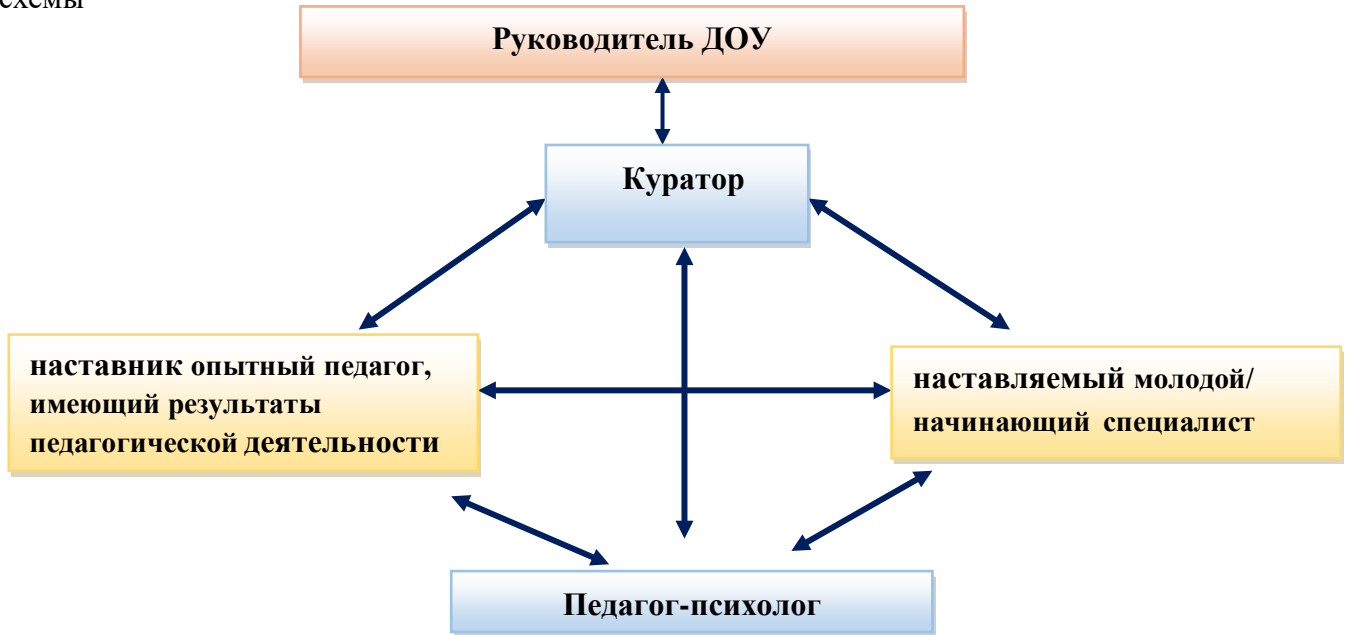 схемы
Руководитель ДОУ
Куратор
наставник опытный педагог,
имеющий результаты
педагогической деятельности
наставляемый молодой/
начинающий специалист
Педагог-психолог